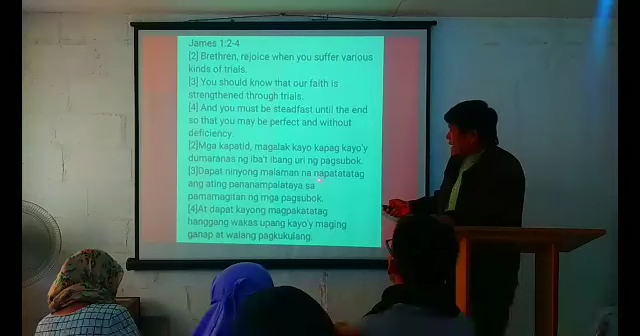 James 1:2-4
[2] Brethren, rejoice when you suffer various
kinds of trials.
[3] You should know that our faith is
strengthened through trials.
[4] And you must be steadfast until the end
so that you may be perfect and without
deficiency.
[2]Mga kapatid, magalak kayo kapag kayo'y
dumaranas ng iba't ibang uri ng pagsubok.
[3]Dapat ninyong malaman na napatatatag
ang ating pananampalataya sa
pamamagitan ng mga pagsubok.
[4]At dapat kayong magpakatatag
hanggang wakas upang kayo'y maging
ganap at walang pagkukulang.